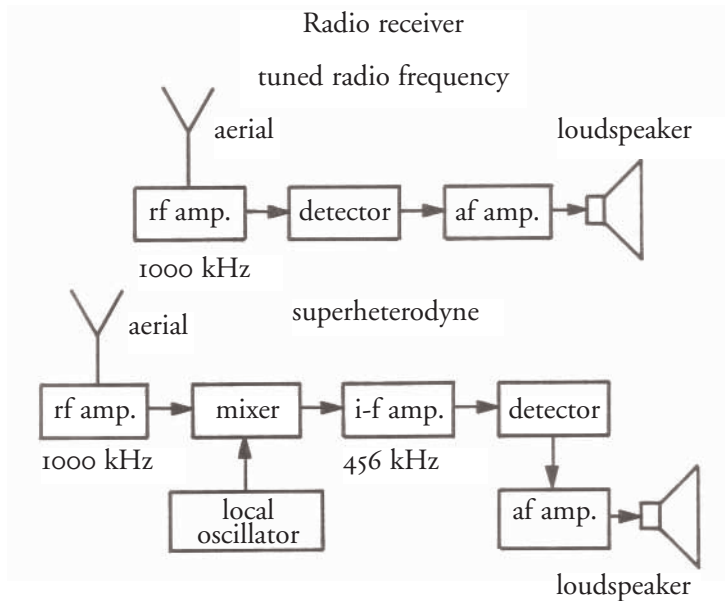 Radio receiver
tuned radio frequency
aerial
loudspeaker
rf amp.
detector
af amp.
1000 kHz
superheterodyne
aerial
rf amp.
mixer
i-f amp.
detector
1000 kHz
456 kHz
local
oscillator
af amp.
loudspeaker